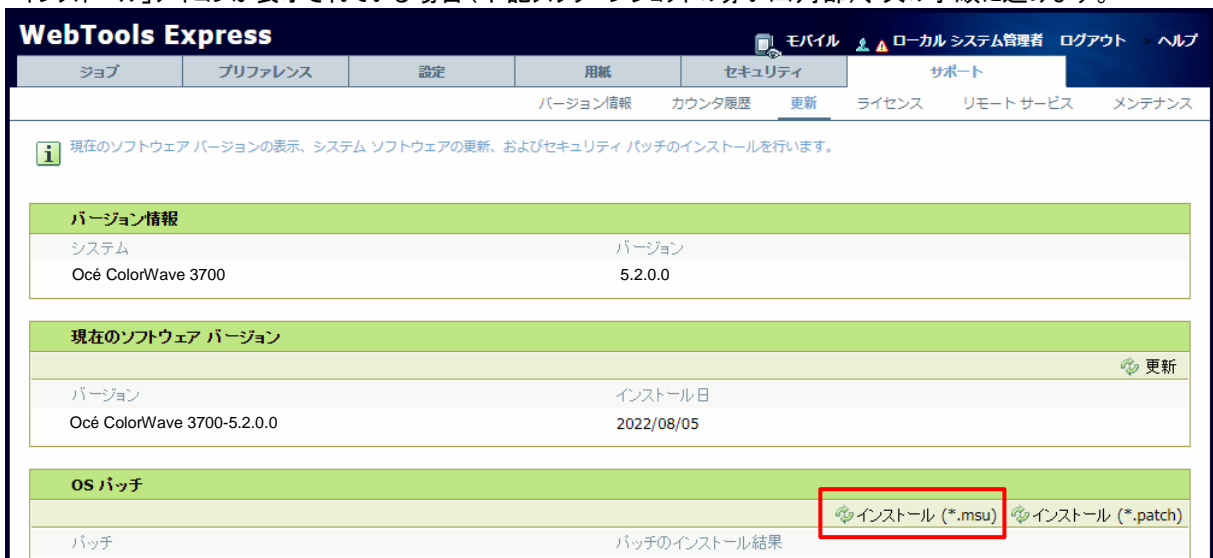 WebTools Express
モバイル ローカル システム管理者 ログアウト ヘルプ
ジョブ プリファレンス 設定 用紙 セキュリティ サポート
バージョン情報 カウンタ履歴 更新 ライセンス リモート サービス メンテナンス
現在のソフトウェア バージョンの表示、システム ソフトウェアの更新、およびセキュリティ パッチのインストールを行います。
バージョン情報
システム バージョン
Océ ColorWave 3700 5.2.0.0
現在のソフトウェア バージョン
更新
バージョン インストール日
Océ ColorWave 3700-5.2.0.0 2022/08/05
OS パッチ
インストール (*.msu) インストール (*.patch)
パッチ パッチのインストール結果